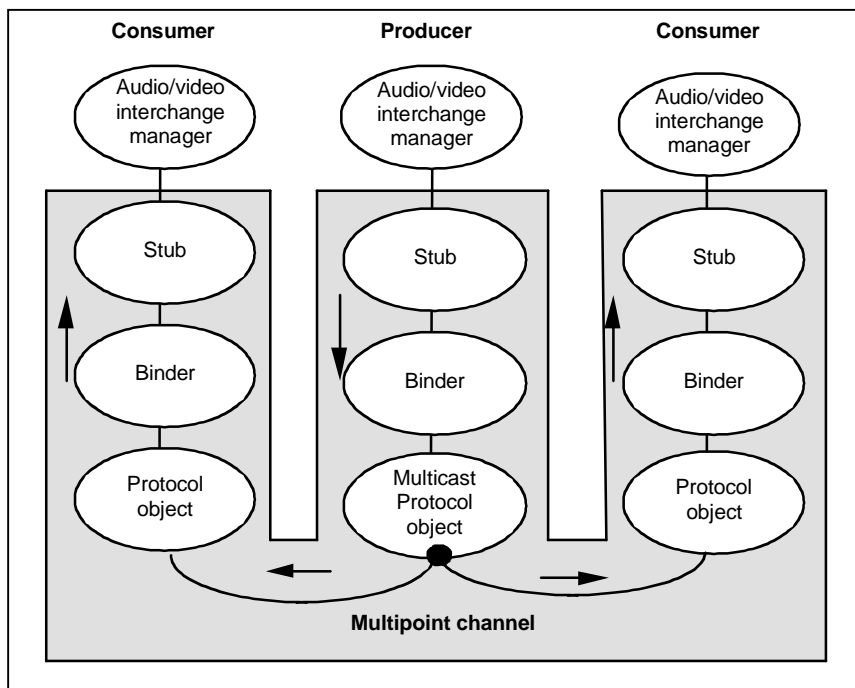 Consumer
Producer
Consumer
Audio/video
interchange
manager
Audio/video
interchange
manager
Audio/video
interchange
manager
Stub
Stub
Stub
Binder
Binder
Binder
Protocol
object
Multicast
Protocol
object
Protocol
object
Multipoint channel